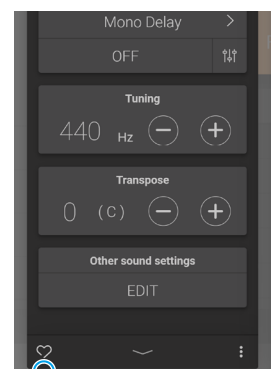 Mono Delay
OFF
Tuning
440 Hz
Transpose
0 (C)
Other sound settings
EDIT